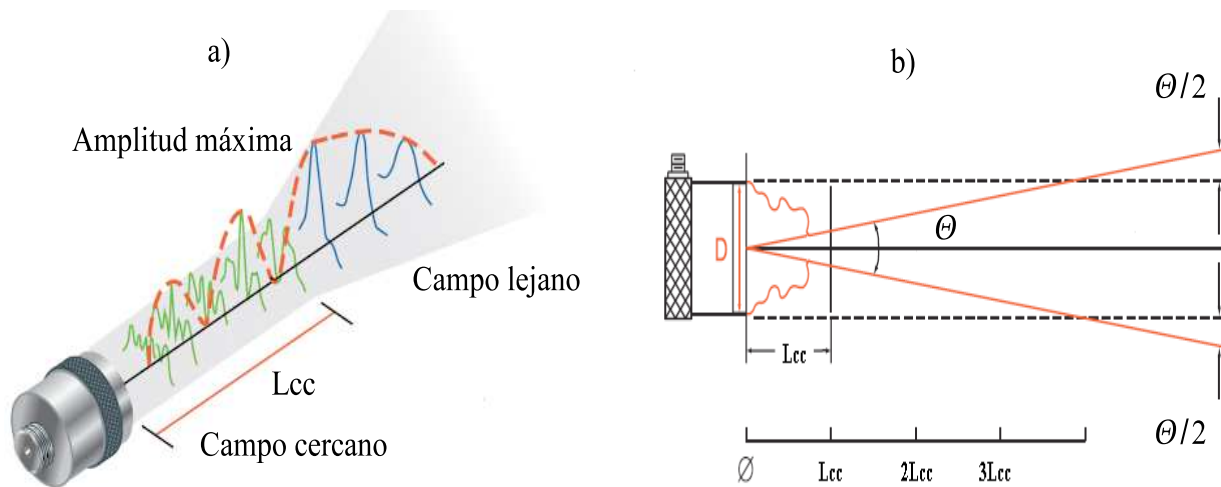 a)
Amplitud máxima
Campo lejano
Lcc
Campo cercano
b)
Θ/2
D
Θ
Lcc
Θ/2
Ø Lcc 2Lcc 3Lcc